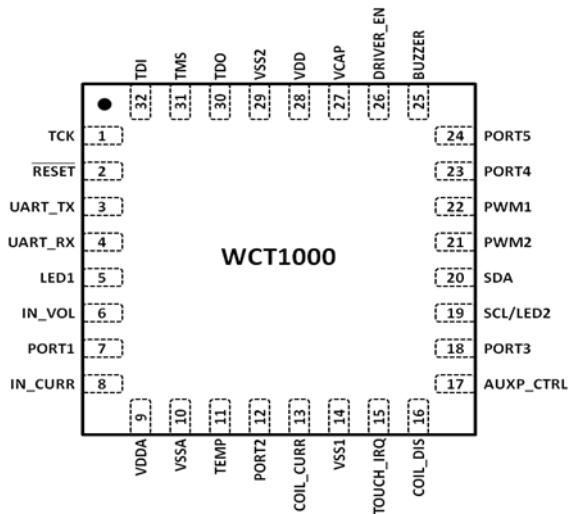 TDI
TMS
TDO
VSS2
VDD
VCAP
DRIVER_EN
BUZZER
32
31
30
29
28
27
26
25
TCK 1
RESET 2
UART_TX 3
UART_RX 4
LED1 5
IN_VOL 6
PORT1 7
IN_CURR 8
WCT1000
24 PORT5
23 PORT4
22 PWM1
21 PWM2
20 SDA
19 SCL/LED2
18 PORT3
17 AUXP_CTRL
9
10
11
12
13
14
15
16
VDDA
VSSA
TEMP
PORT2
COIL_CURR
VSS1
TOUCH_IRQ
COIL_DIS